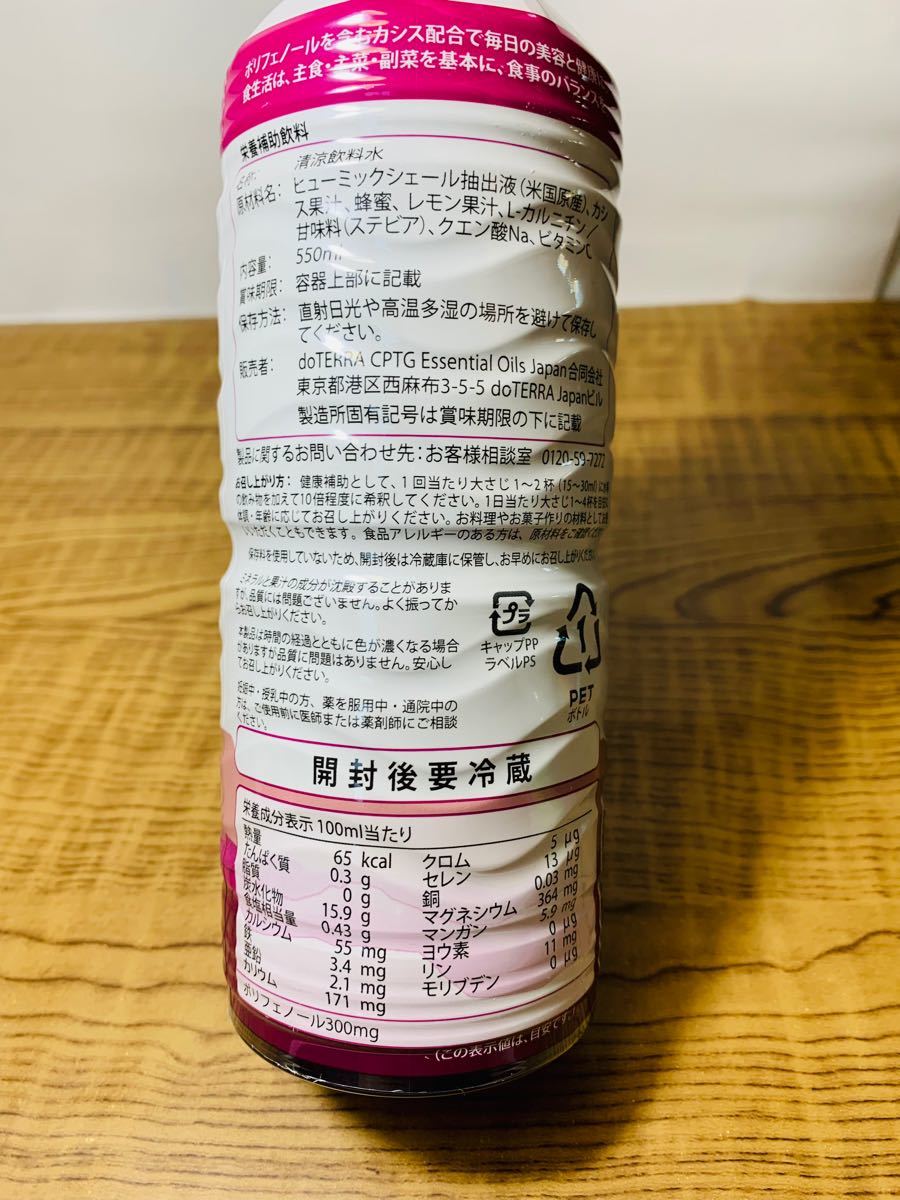 ポリフェノールを含むカシス配合で毎日の美容と健康に
食生活は、主食・主菜・副菜を基本に、食事のバランスを
栄養補助飲料
名称： 清涼飲料水
原材料名： ヒューミックシェール抽出液（米国原産）、カシ
ス果汁、蜂蜜、レモン果汁、L-カルニチン／
甘味料（ステビア）、クエン酸Na、ビタミンC
内容量： 550ml
賞味期限： 容器上部に記載
保存方法： 直射日光や高温多湿の場所を避けて保存し
てください。
販売者： doTERRA CPTG Essential Oils Japan合同会社
東京都港区西麻布3-5-5 doTERRA Japanビル
製造所固有記号は賞味期限の下に記載
製品に関するお問い合わせ先：お客様相談室 0120-59-7272
お召し上がり方： 健康補助として、1回当たり大さじ1～2杯（15～30ml）に
の飲み物を加えて10倍程度に希釈してください。1日当たり大さじ1～4杯を目安に
体調・年齢に応じてお召し上がりください。お料理やお菓子作りの材料として
いただくこともできます。食品アレルギーのある方は、原材料をご確認
保存料を使用していないため、開封後は冷蔵庫に保管し、お早めにお召し上がりください
ミネラルと果汁の成分が沈殿することがありま
すが、品質には問題ございません。よく振ってか
らお召し上がりください。
本製品は時間の経過とともに色が濃くなる場合
がありますが品質に問題はありません。安心し
てお召し上がりください。
妊娠中・授乳中の方、薬を服用中・通院中の
方は、ご使用前に医師または薬剤師にご相談
ください。
プラ
キャップPP
ラベルPS
1
PET
ボトル
開封後要冷蔵
栄養成分表示 100ml当たり
熱量 65 kcal
たんぱく質 0.3 g
脂質 0 g
炭水化物 15.9 g
食塩相当量 0.43 g
カルシウム 55 mg
鉄 3.4 mg
亜鉛 2.1 mg
カリウム 171 mg
クロム 5 μg
セレン 13 μg
銅 0.03 mg
マグネシウム 364 mg
マンガン 5.9 mg
ヨウ素 0 μg
リン 11 mg
モリブデン 0 μg
ポリフェノール300mg
（この表示値は、目安です。）